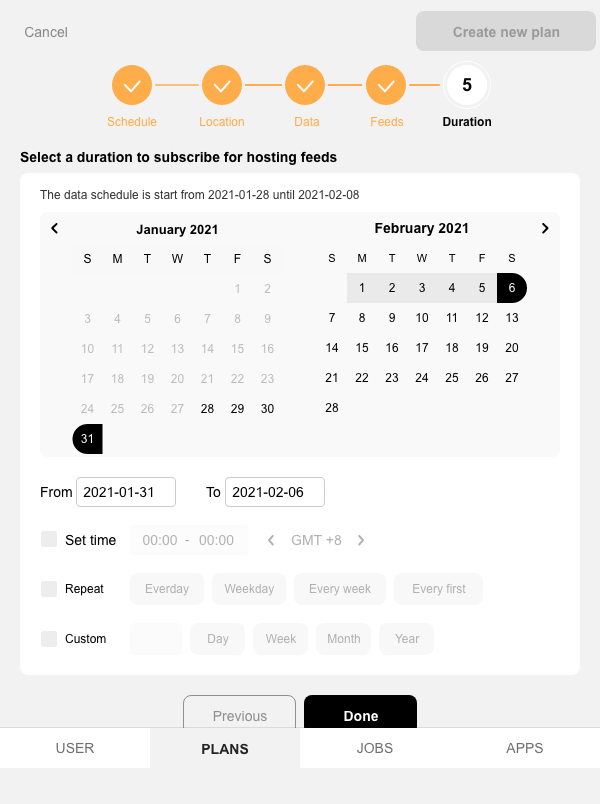 Cancel
Create new plan
5
Schedule
Location
Data
Feeds
Duration
Select a duration to subscribe for hosting feeds
The data schedule is start from 2021-01-28 until 2021-02-08
January 2021
S M T W T F S
1 2
3 4 5 6 7 8 9
10 11 12 13 14 15 16
17 18 19 20 21 22 23
24 25 26 27 28 29 30
31
February 2021
S M T W T F S
1 2 3 4 5 6
7 8 9 10 11 12 13
14 15 16 17 18 19 20
21 22 23 24 25 26 27
28
From 2021-01-31 To 2021-02-06
Set time 00:00 - 00:00 GMT +8
Repeat Everday Weekday Every week Every first
Custom Day Week Month Year
Previous Done
USER PLANS JOBS APPS